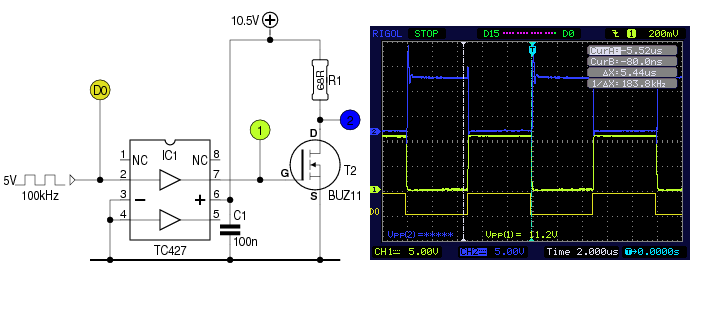 10.5V
68R
R1
D0
1
2
D
G
S
T2
BUZ11
5V
100kHz
1
NC
IC1
NC
8
2
7
3
6
4
5
TC427
C1
100n
RIGOL STOP D15 D0 1 200mV
T
CurA: -5.52us
CurB: -80.0ns
ΔX: 5.44us
1/ΔX: 183.8kHz
2
1
D0
Vpp(2)=***** Vpp(1)= 11.2V
CH1 5.00V CH2 5.00V Time 2.000us T→0.0000s